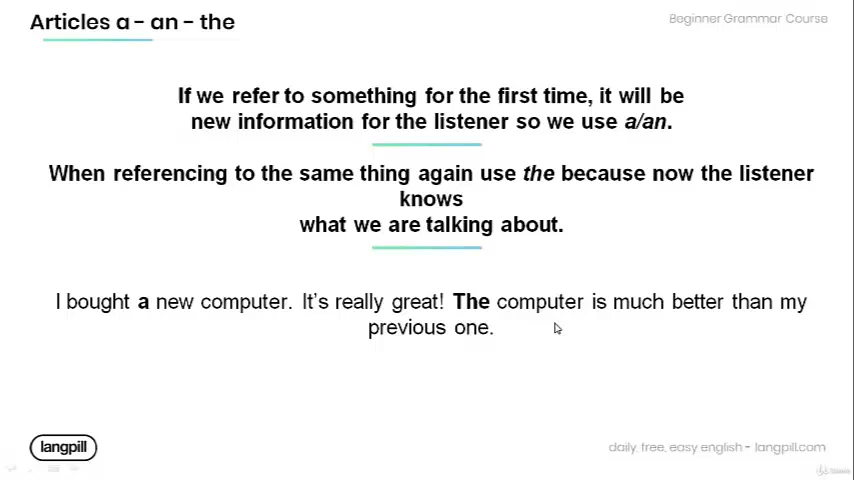 Articles a - an - the
Beginner Grammar Course
If we refer to something for the first time, it will be
new information for the listener so we use a/an.
When referencing to the same thing again use the because now the listener
knows
what we are talking about.
I bought a new computer. It's really great! The computer is much better than my
previous one.
langpill
daily, free, easy english - langpill.com